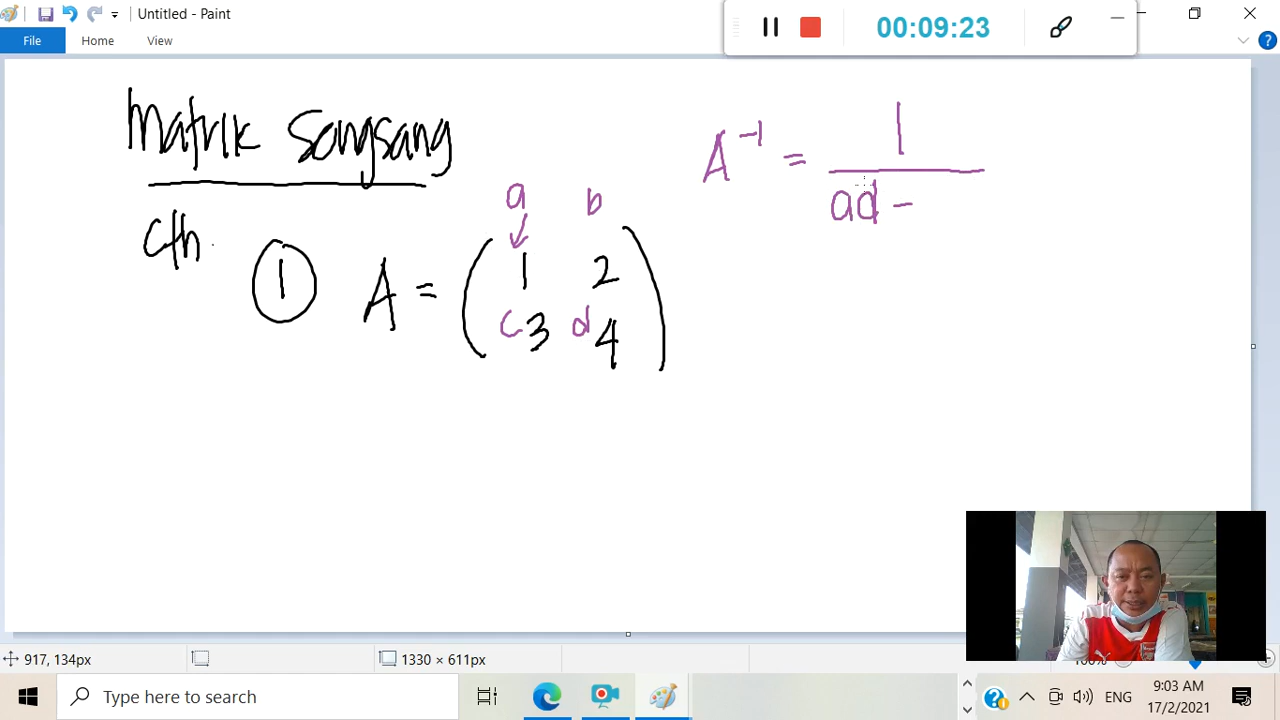 Untitled - Paint
00:09:23
File
Home
View
Matrik Songsang
A⁻¹ = 1
ad -
a b
Cth.
1 A = ( 1 2
c 3 d 4 )
917, 134px
1330 × 611px
100%
Type here to search
ENG
9:03 AM
17/2/2021